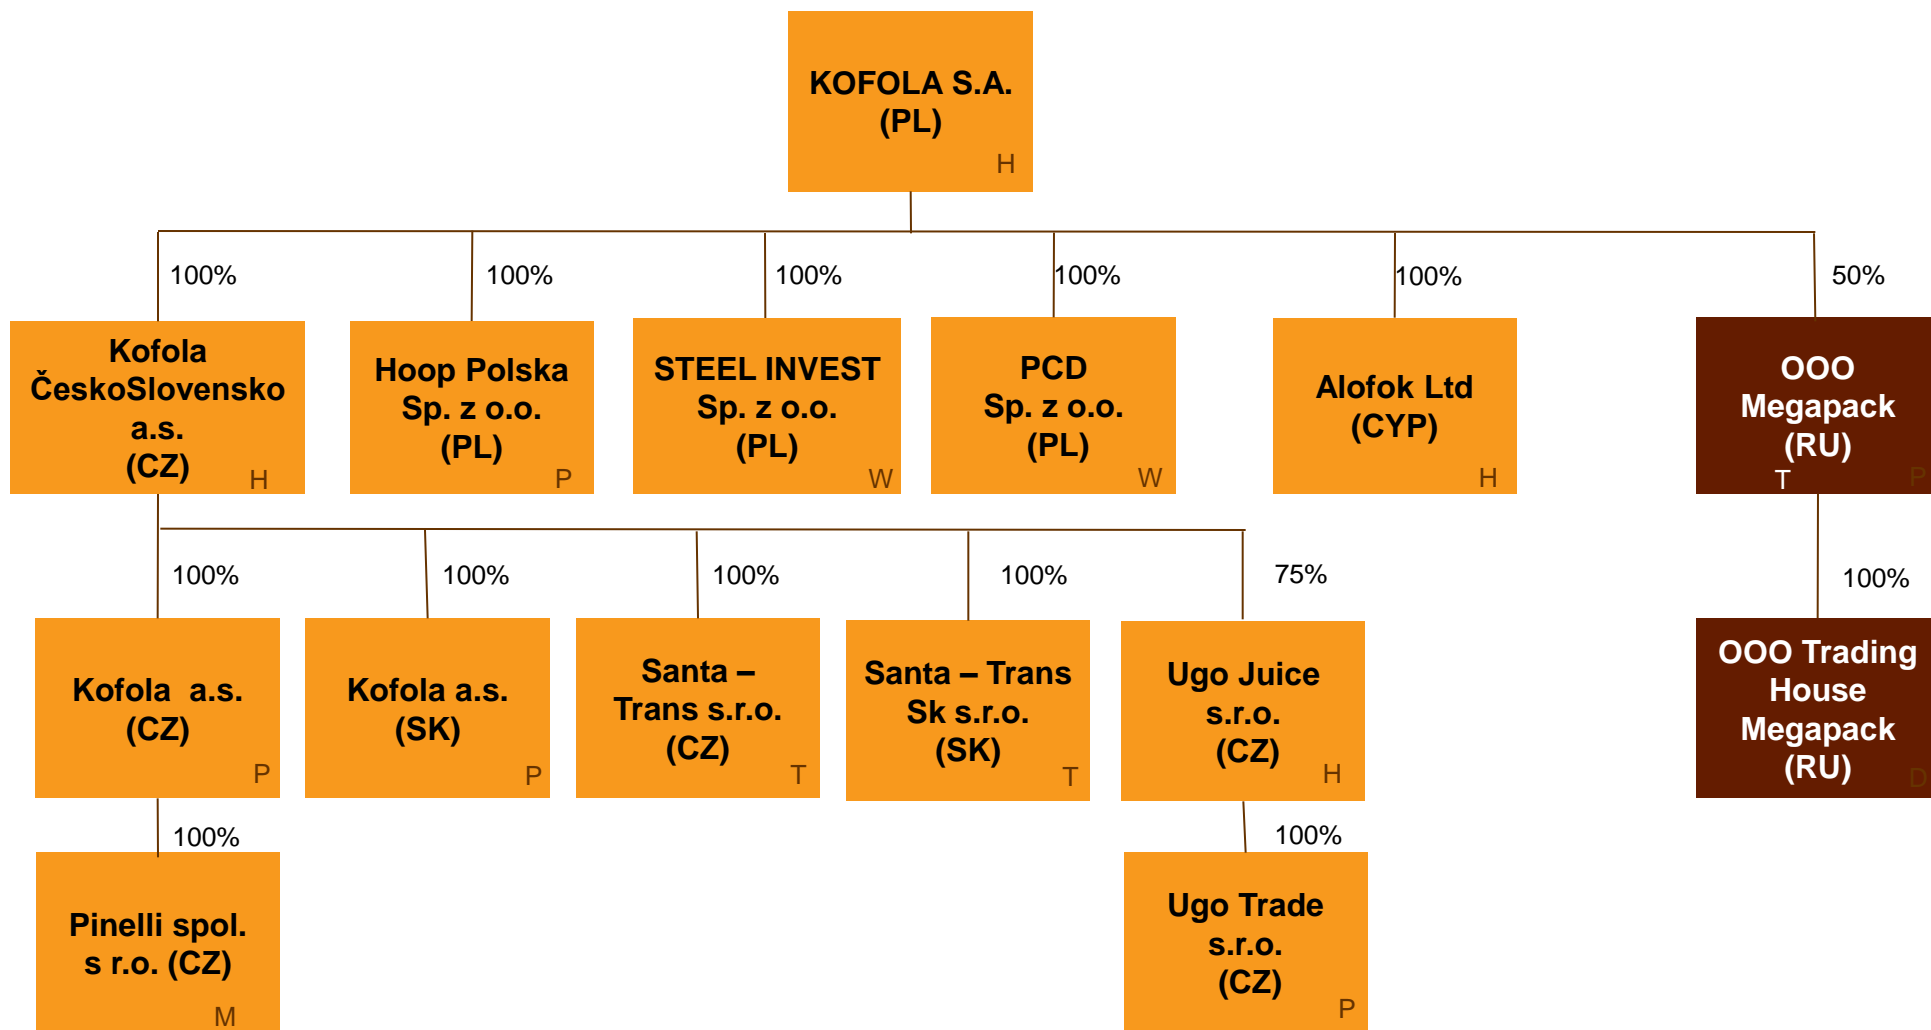 KOFOLA S.A.
(PL)
H
100%
100%
100%
100%
100%
50%
Kofola
ČeskoSlovensko
a.s.
(CZ)
H
Hoop Polska
Sp. z o.o.
(PL)
P
STEEL INVEST
Sp. z o.o.
(PL)
W
PCD
Sp. z o.o.
(PL)
W
Alofok Ltd
(CYP)
H
OOO
Megapack
(RU)
T
P
100%
100%
100%
100%
75%
100%
Kofola a.s.
(CZ)
P
Kofola a.s.
(SK)
P
Santa –
Trans s.r.o.
(CZ)
T
Santa – Trans
Sk s.r.o.
(SK)
T
Ugo Juice
s.r.o.
(CZ)
H
OOO Trading
House
Megapack
(RU)
D
100%
100%
Pinelli spol.
s r.o. (CZ)
M
Ugo Trade
s.r.o.
(CZ)
P